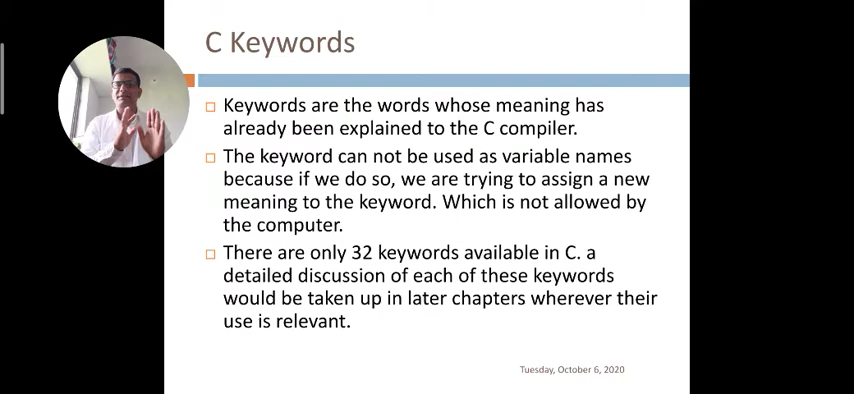 C Keywords
Keywords are the words whose meaning has
already been explained to the C compiler.
The keyword can not be used as variable names
because if we do so, we are trying to assign a new
meaning to the keyword. Which is not allowed by
the computer.
There are only 32 keywords available in C. a
detailed discussion of each of these keywords
would be taken up in later chapters wherever their
use is relevant.
Tuesday, October 6, 2020